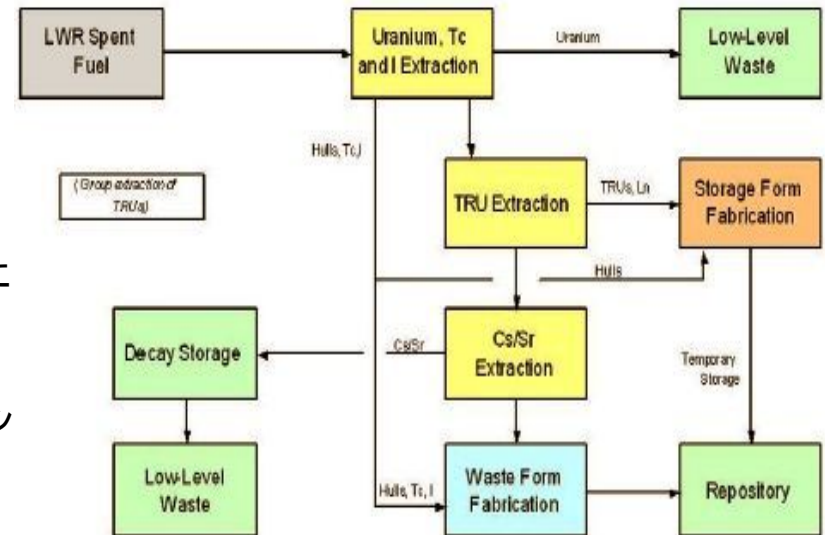 LWR Spent
Fuel
Uranium, Tc
and I Extraction
Uranium
Low-Level
Waste
Hulls, Tc,I
(Group extraction of
TRUs)
TRU Extraction
TRUs, Ln
Storage Form
Fabrication
Hulls
エ
Decay Storage
Cs/Sr
Cs/Sr
Extraction
Temporary
Storage
し
Low-Level
Waste
Hulls, Tc, I
Waste Form
Fabrication
Repository